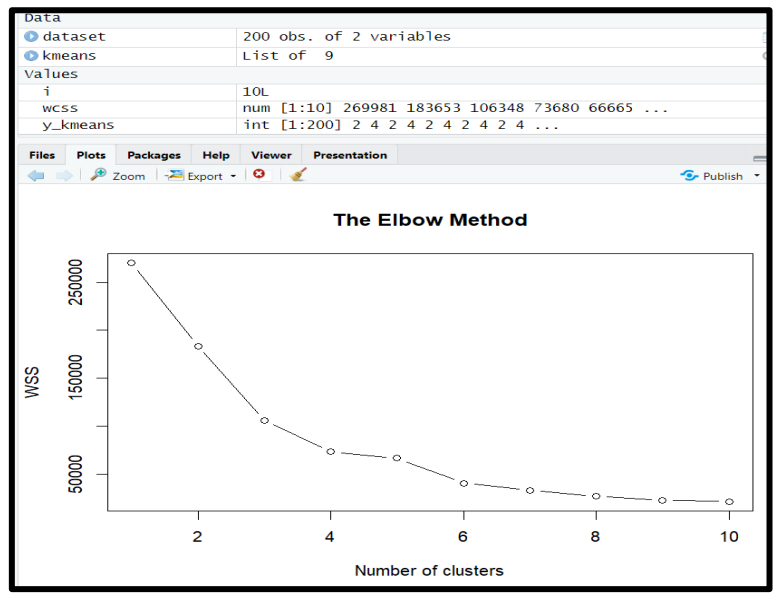 Data
dataset 200 obs. of 2 variables
kmeans List of 9
Values
i 10L
wcss num [1:10] 269981 183653 106348 73680 66665 ...
y_kmeans int [1:200] 2 4 2 4 2 4 2 4 2 4 ...
Files Plots Packages Help Viewer Presentation
Zoom Export Publish
The Elbow Method
250000
150000
50000
WSS
2 4 6 8 10
Number of clusters